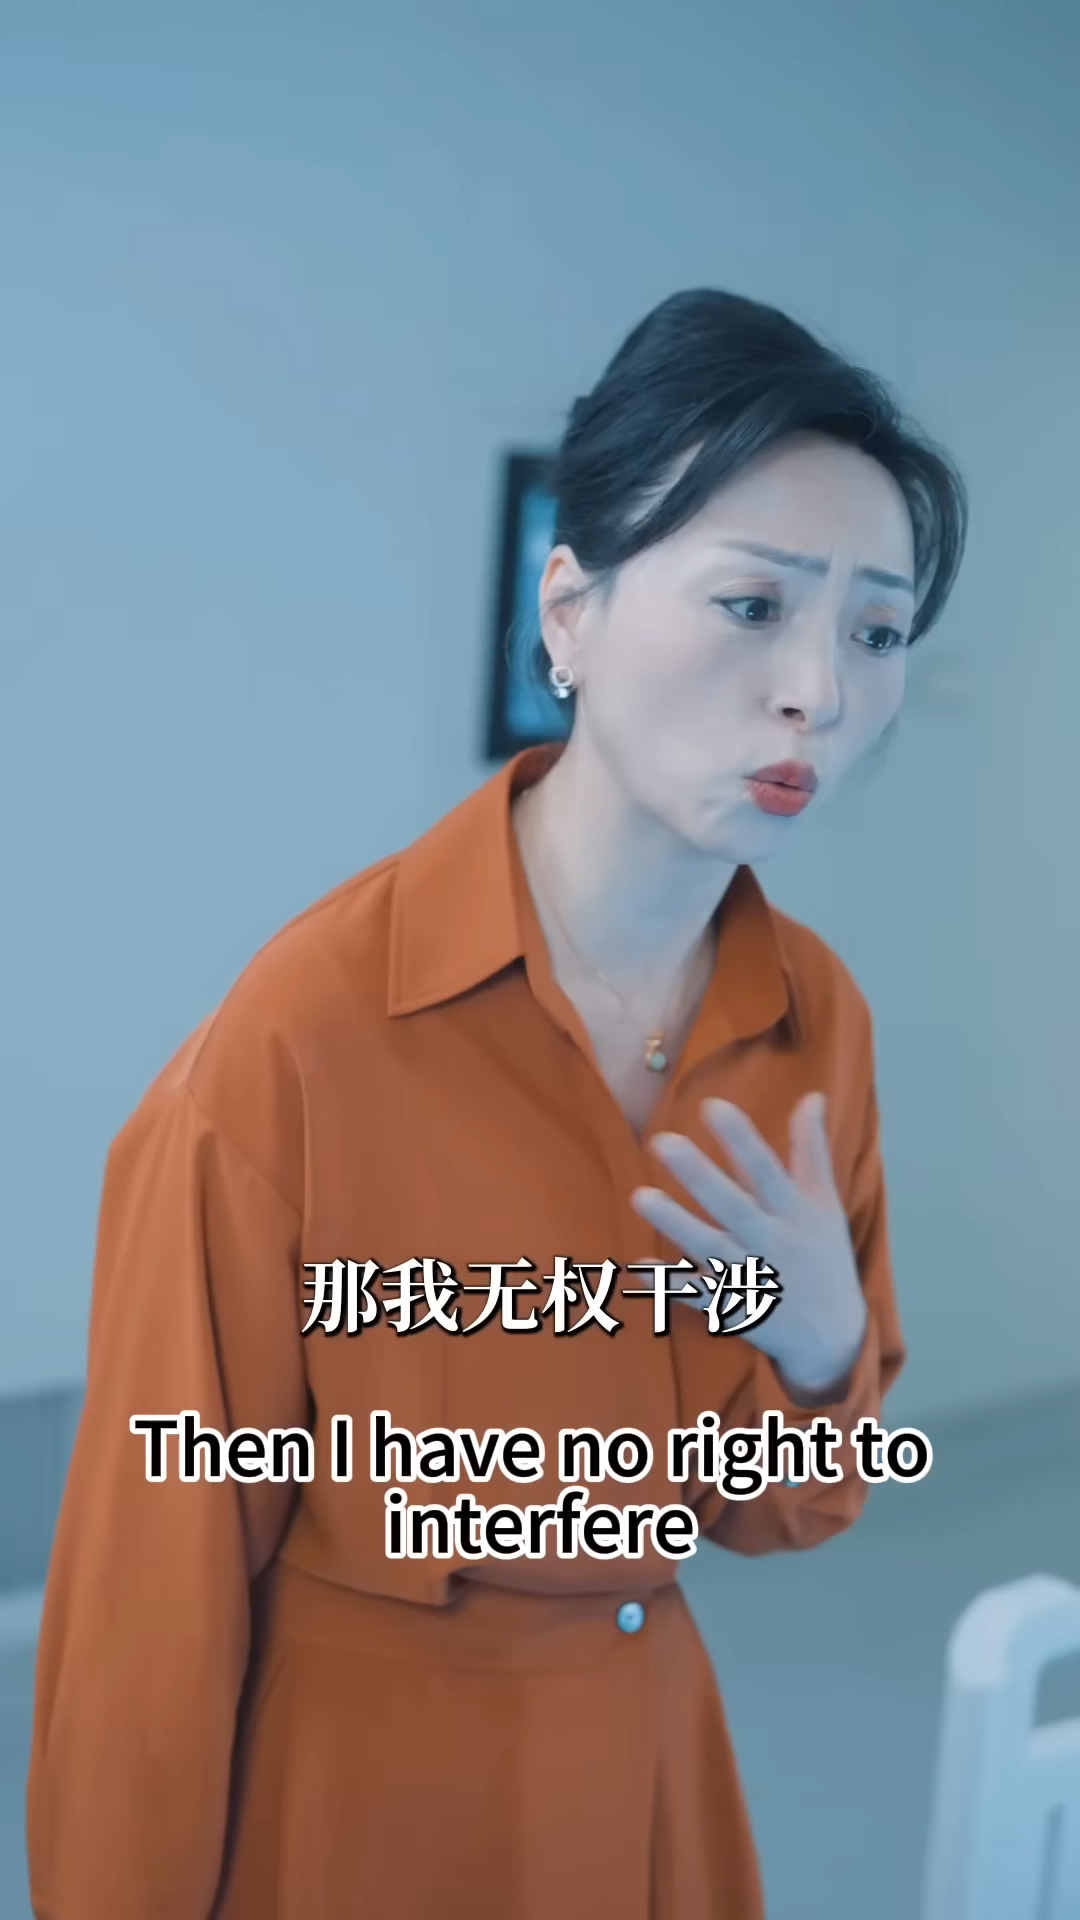 那我无权干涉
Then I have no right to
interfere